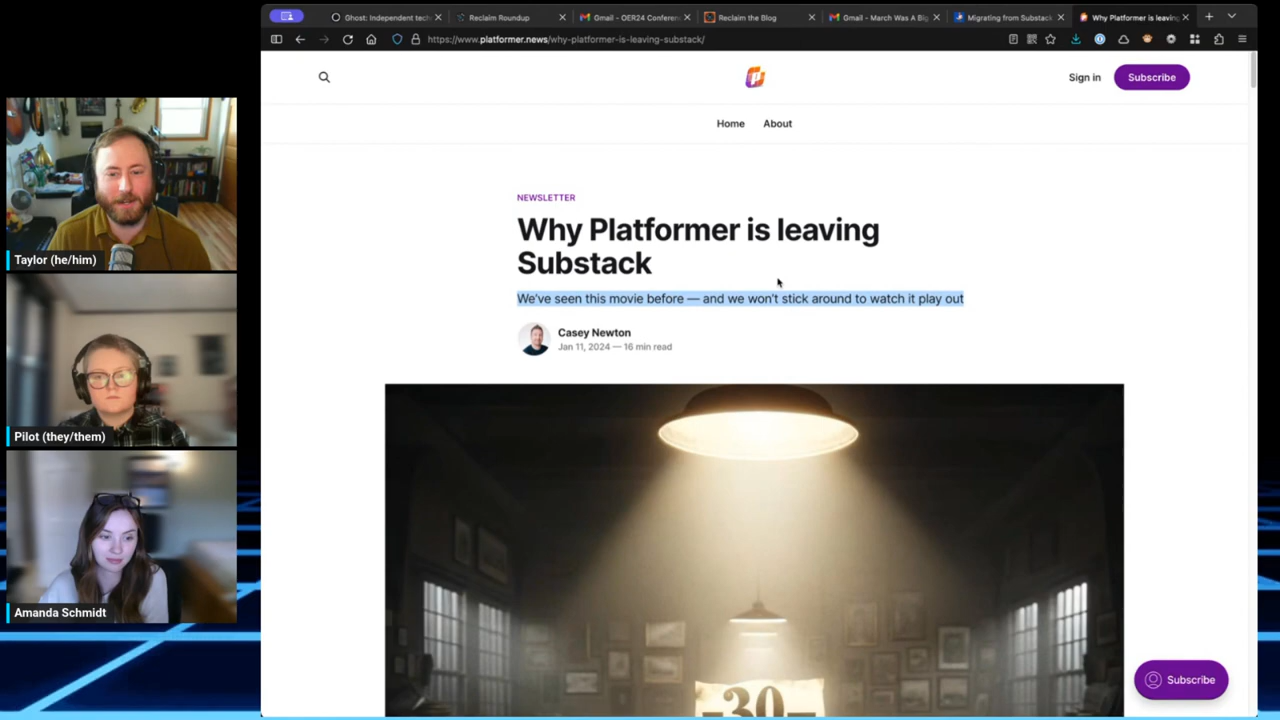 Ghost: Independent tech
Reclaim Roundup
Gmail - OER24 Conferen
Reclaim the Blog
Gmail - March Was A Big
Migrating from Substack
Why Platformer is leaving
https://www.platformer.news/why-platformer-is-leaving-substack/
Sign in
Subscribe
Home
About
NEWSLETTER
Why Platformer is leaving
Substack
We've seen this movie before — and we won't stick around to watch it play out
Casey Newton
Jan 11, 2024 — 16 min read
-30-
Subscribe
Taylor (he/him)
Pilot (they/them)
Amanda Schmidt